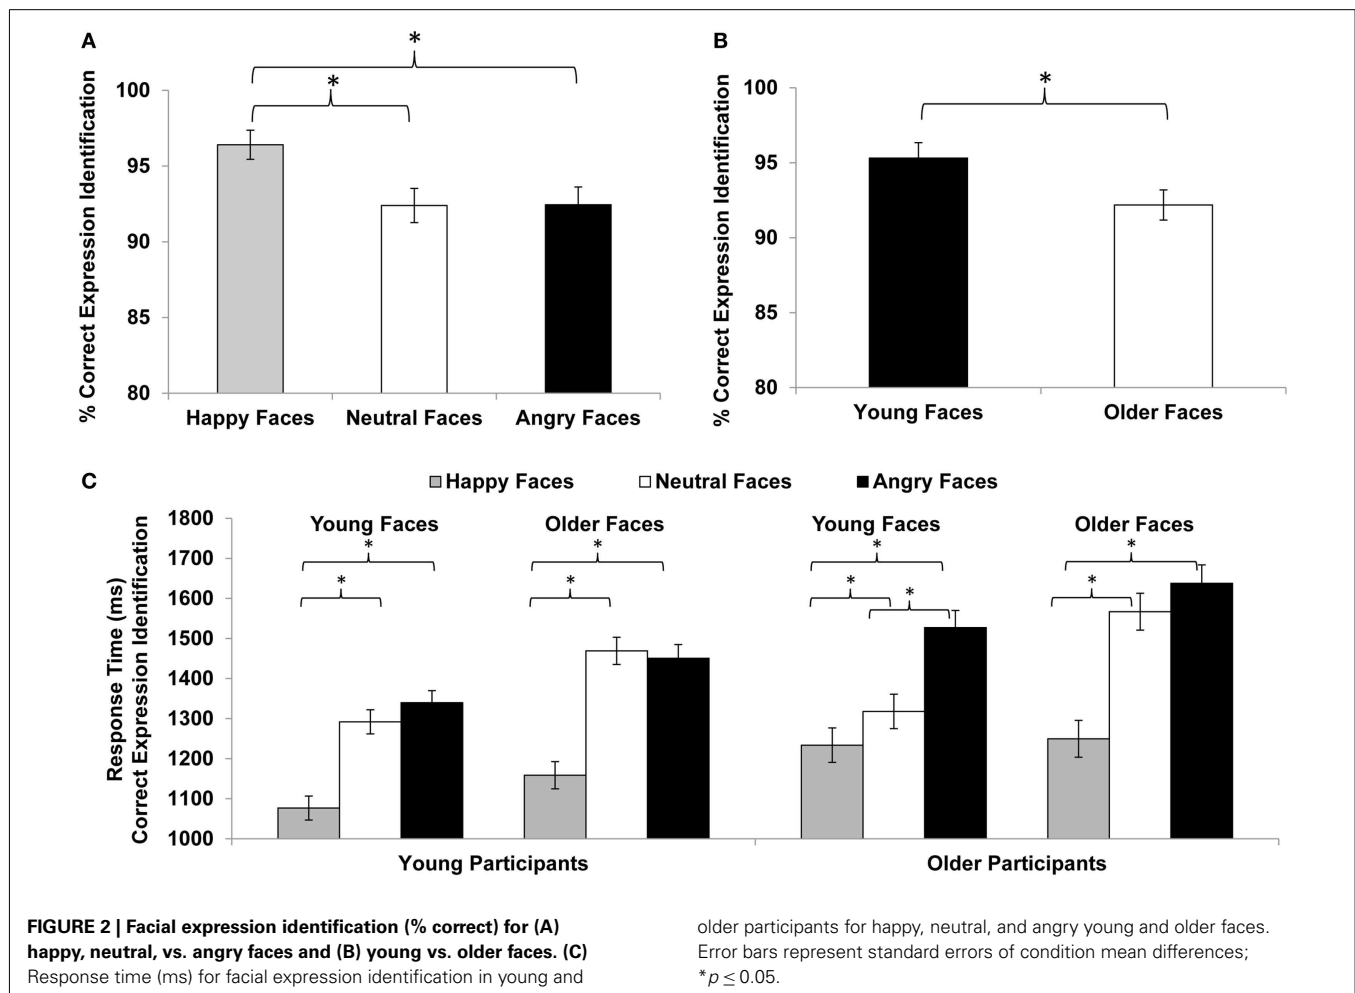 A
*
*
% Correct Expression Identification
100
95
90
85
80
Happy Faces Neutral Faces Angry Faces
B
*
% Correct Expression Identification
100
95
90
85
80
Young Faces Older Faces
C
Happy Faces Neutral Faces Angry Faces
Response Time (ms)
Correct Expression Identification
1800
1700
1600
1500
1400
1300
1200
1100
1000
Young Faces Older Faces Young Faces Older Faces
* * * *
* * * * *
Young Participants Older Participants
FIGURE 2 | Facial expression identification (% correct) for (A)
happy, neutral, vs. angry faces and (B) young vs. older faces. (C)
Response time (ms) for facial expression identification in young and
older participants for happy, neutral, and angry young and older faces.
Error bars represent standard errors of condition mean differences;
*p ≤ 0.05.